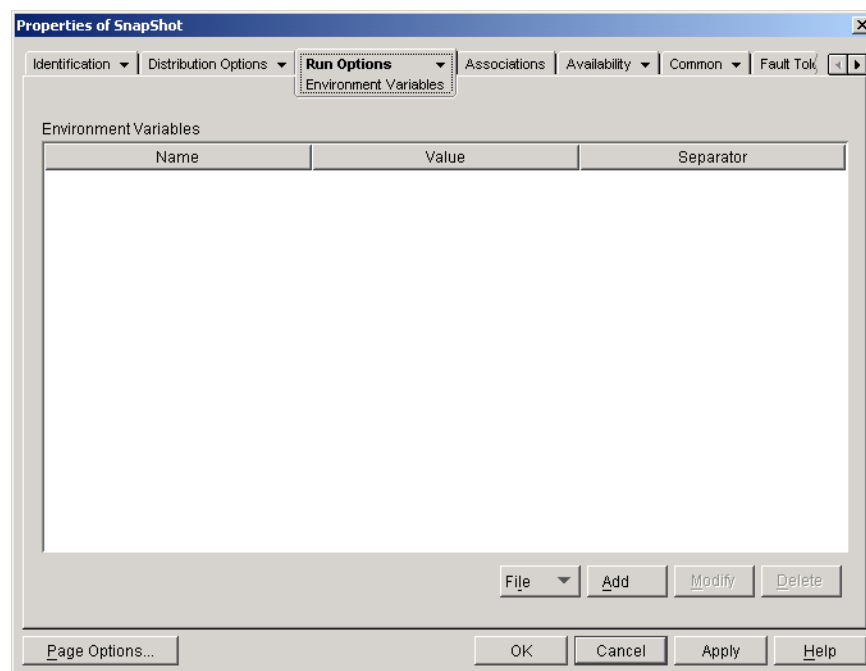 Properties of SnapShot
Identification
Distribution Options
Run Options
Environment Variables
Associations
Availability
Common
Fault
Environment Variables
Name Value Separator
File Add Modify Delete
Page Options... OK Cancel Apply Help